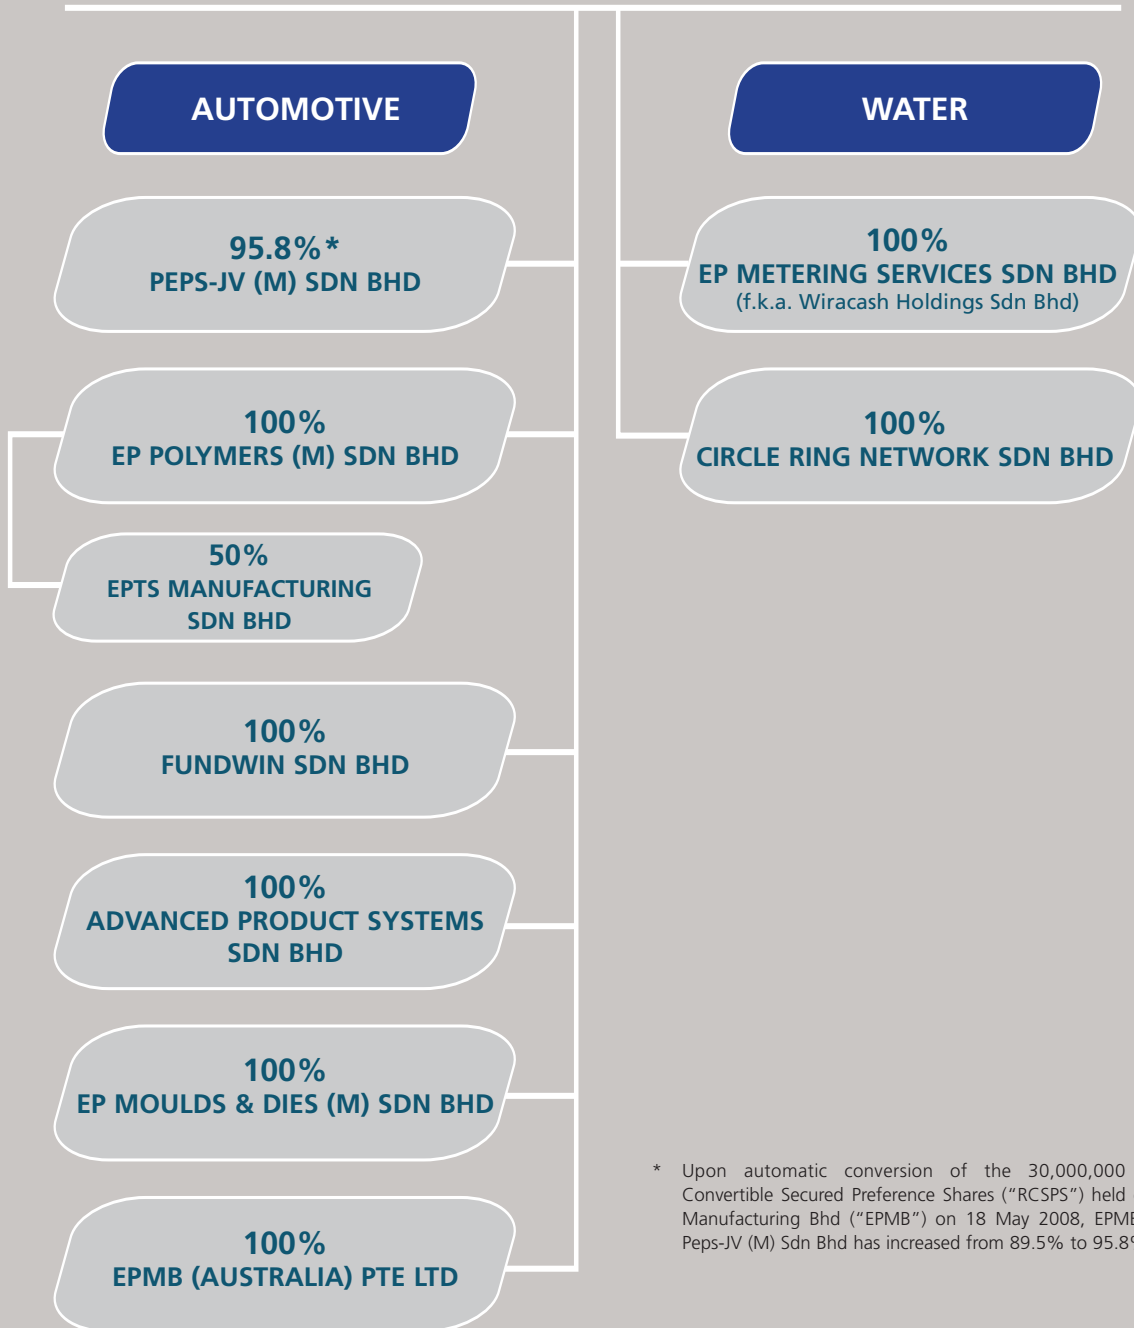 AUTOMOTIVE
95.8%*
PEPS-JV (M) SDN BHD
100%
EP POLYMERS (M) SDN BHD
50%
EPTS MANUFACTURING
SDN BHD
100%
FUNDWIN SDN BHD
100%
ADVANCED PRODUCT SYSTEMS
SDN BHD
100%
EP MOULDS & DIES (M) SDN BHD
100%
EPMB (AUSTRALIA) PTE LTD
WATER
100%
EP METERING SERVICES SDN BHD
(f.k.a. Wiracash Holdings Sdn Bhd)
100%
CIRCLE RING NETWORK SDN BHD
* Upon automatic conversion of the 30,000,000
Convertible Secured Preference Shares (“RCSPS”) held
Manufacturing Bhd (“EPMB”) on 18 May 2008, EPMB
Peps-JV (M) Sdn Bhd has increased from 89.5% to 95.8%